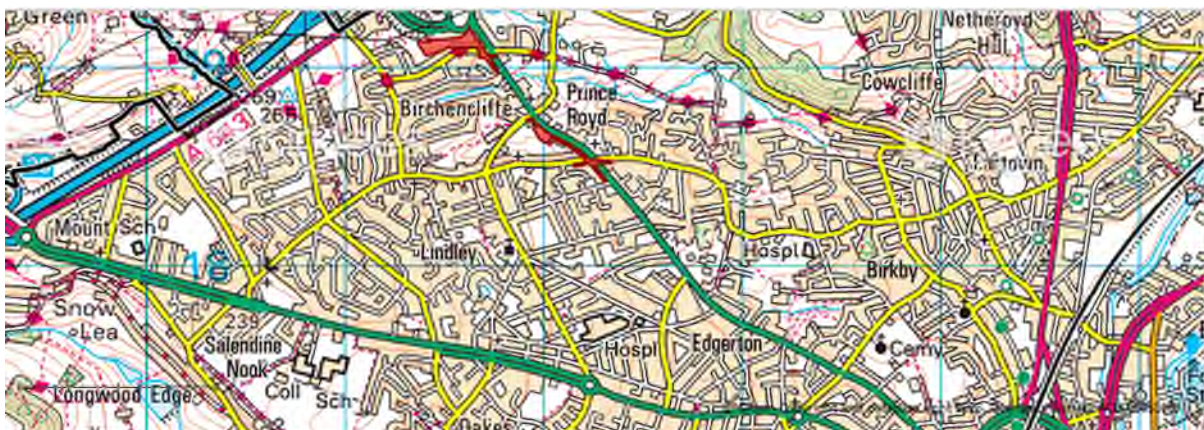 Green
Netheroyd
Hill
Cowcliffe
Birchencliffe
Prince
Royd
269
Mount Sch
Lindley
Hospl
Birkby
Snow
Lea
239
Salendine
Nook
Hospl
Edgerton
Cemy
Longwood Edge
Coll
Sch
Oakes